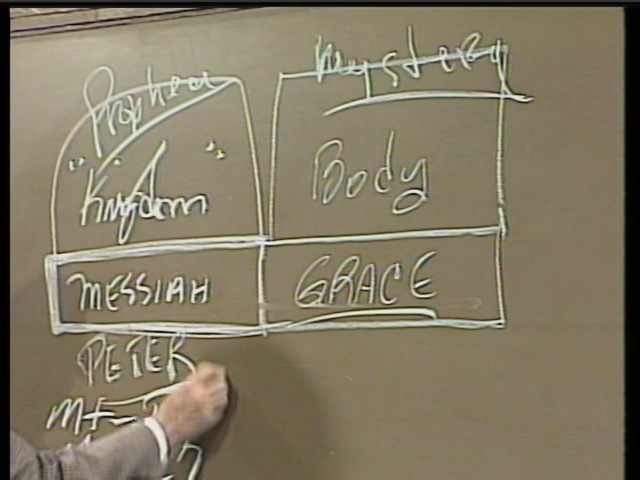 Mystery
Prophecy
Body
"Kingdom"
MESSIAH GRACE
PETER